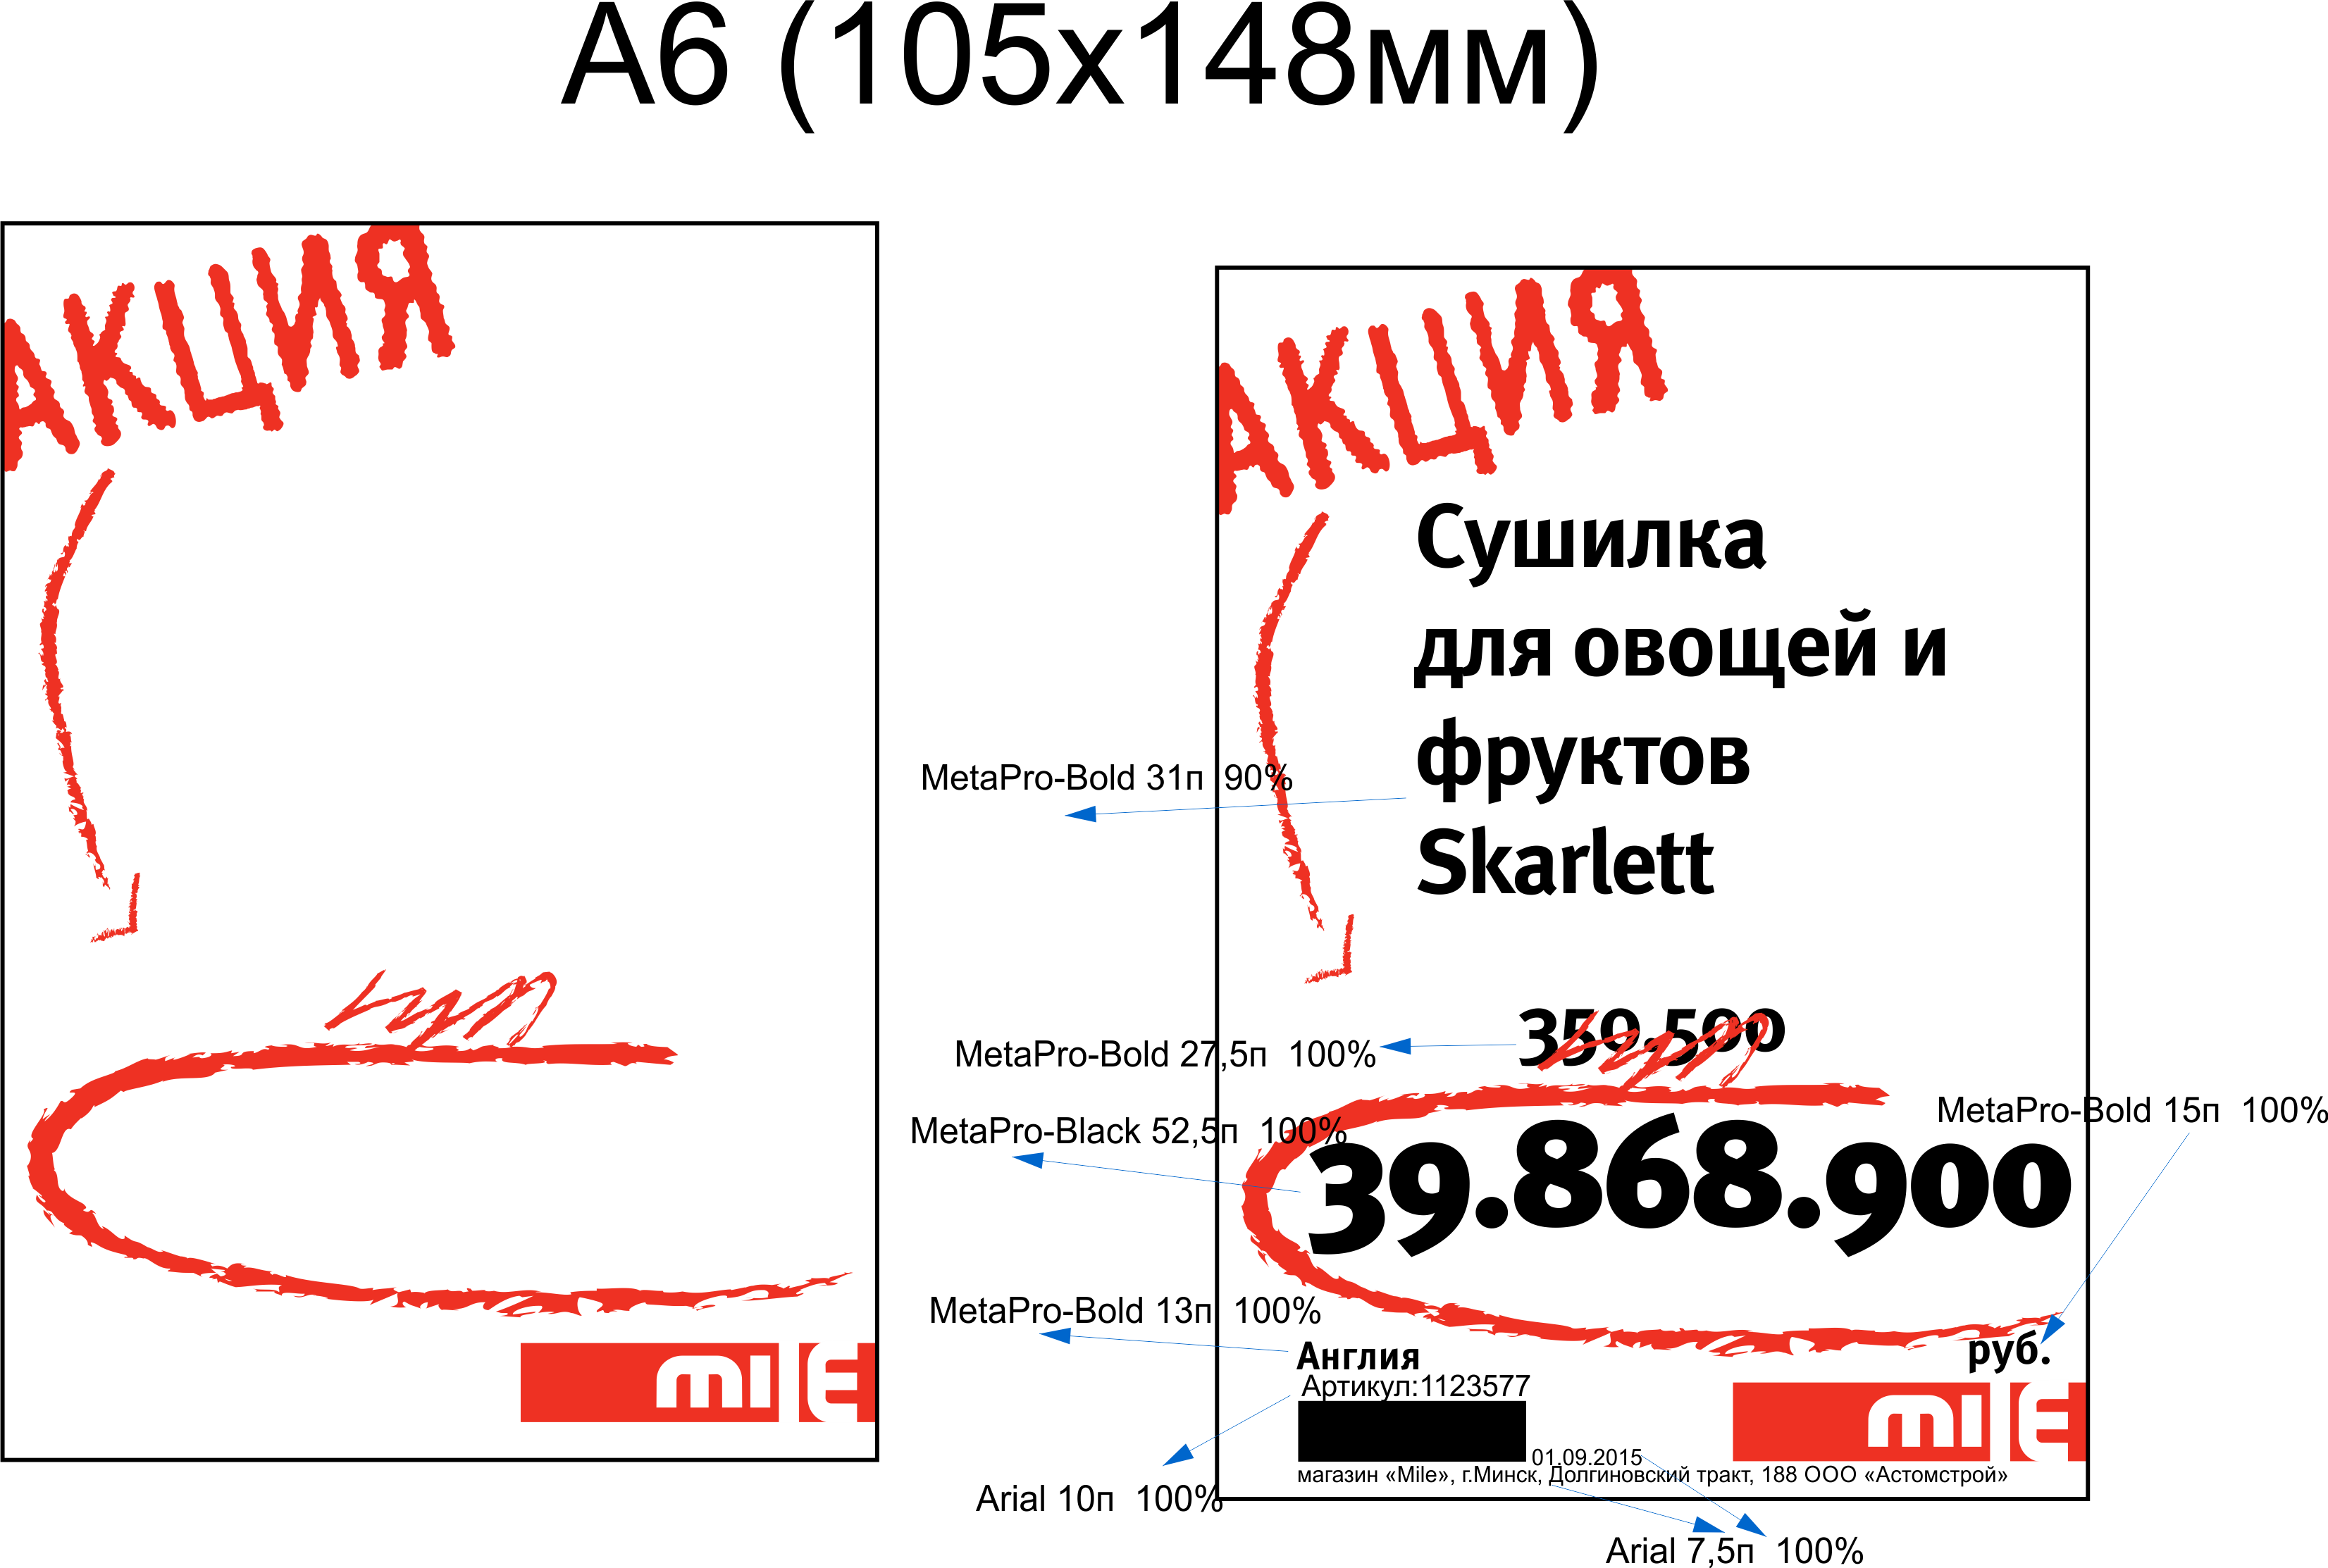 А6 (105х148мм)
АКЦИЯ
mile
АКЦИЯ
Сушилка
для овощей и
фруктов
Skarlett
MetaPro-Bold 31п 90%
359.590
MetaPro-Bold 27,5п 100%
MetaPro-Black 52,5п 100%
MetaPro-Bold 15п 100%
39.868.900
MetaPro-Bold 13п 100%
руб.
Англия
Артикул:1123577
mile
01.09.2015
магазин «Mile», г.Минск, Долгиновский тракт, 188 ООО «Астомстрой»
Arial 10п 100%
Arial 7,5п 100%